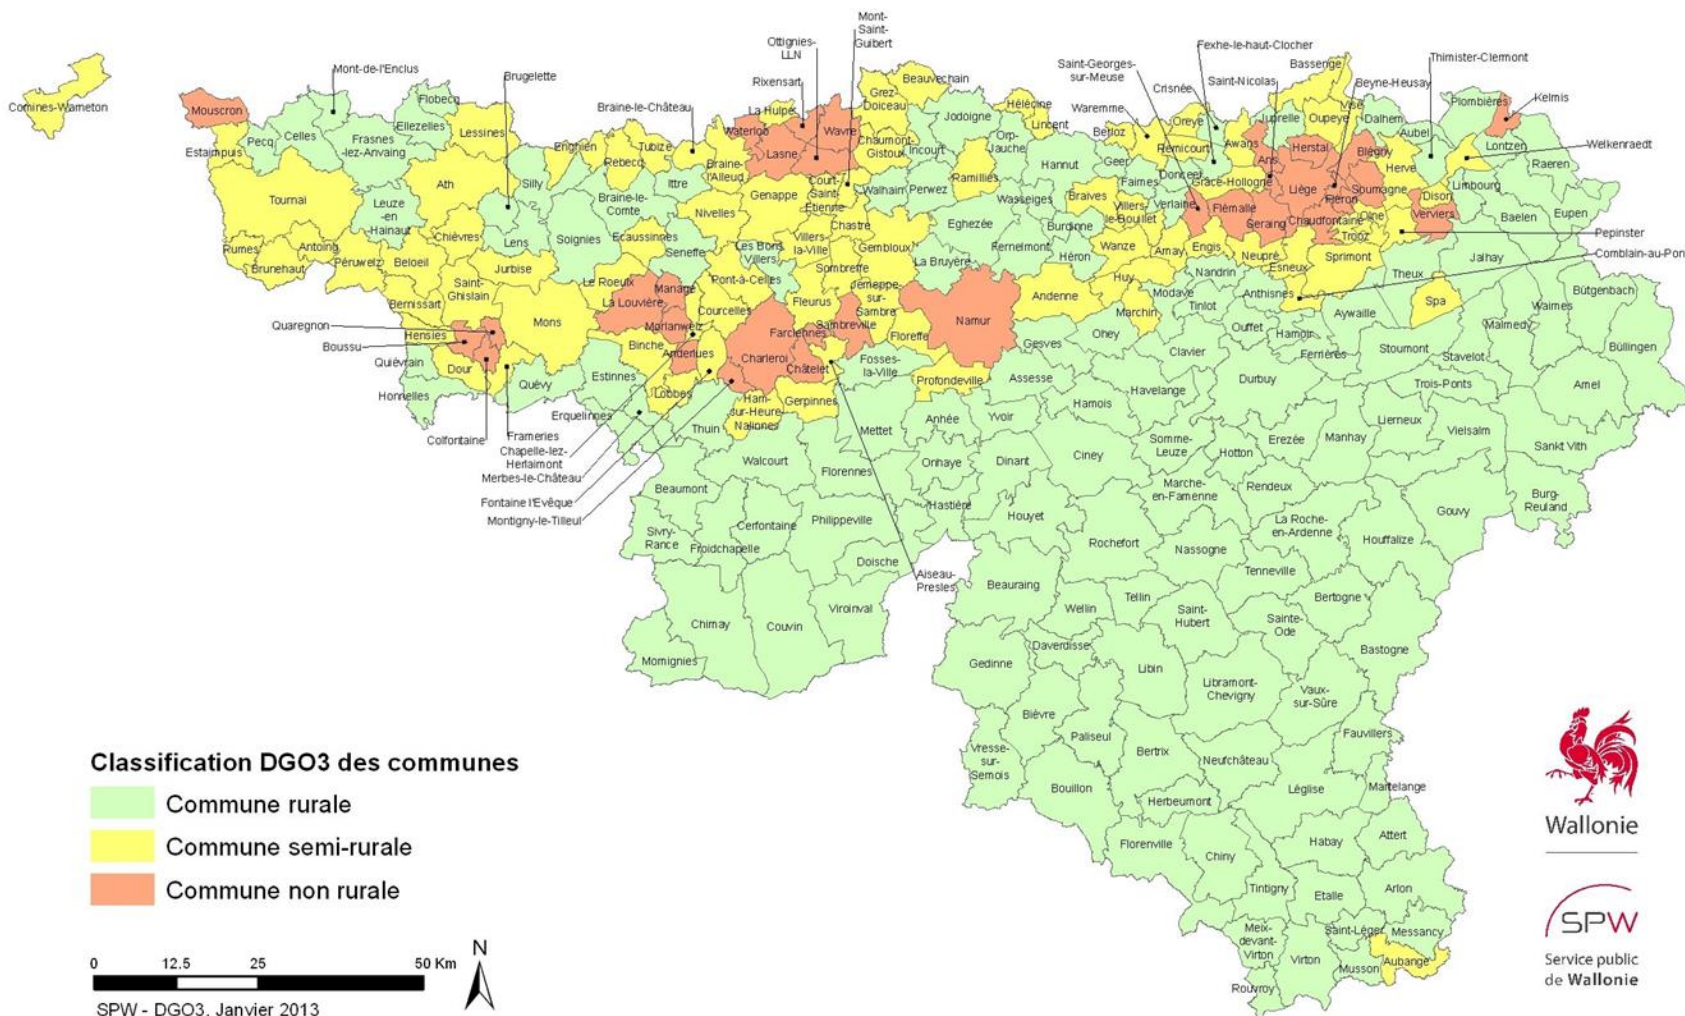 Mont-
Saint-
Guibert
Ottignies-
LLN
Rixensart
Fexhe-le-haut-Clocher
Saint-Georges-
sur-Meuse
Crisnée
Saint-Nicolas
Bassenge
Beyne-Heusay
Thimister-Clermont
Mont-de-l'Enclus
Brugelette
Braine-le-Château
Waremme
Kelmis
Comines-Warneton
Mouscron
Estaimpuis
Pecq
Celles
Frasnes
-lez-Anvaing
Flobecq
Ellezelles
Lessines
Enghien
Rebecq
Tubize
La Hulpe
Waterloo
Lasne
Wavre
Grez-
Doiceau
Beauvechain
Chaumont-
Gistoux
Incourt
Jodoigne
Hélécine
Orp-
Jauche
Lincent
Berloz
Oreye
Remicourt
Juprelle
Oupeye
Visé
Dalhem
Aubel
Plombières
Lontzen
Welkenraedt
Raeren
Tournai
Ath
Leuze
-en
-Hainaut
Silly
Braine-le
-Comte
Ittre
Braine-
l'Alleud
Genappe
Court-
Saint-
Etienne
Walhain
Perwez
Ramillies
Hannut
Geer
Faimes
Donceel
Awans
Ans
Grâce-Hollogne
Herstal
Liège
Blégny
Soumagne
Fléron
Herve
Dison
Limbourg
Verviers
Baelen
Eupen
Pepinster
Comblain-au-Pont
Rumes
Antoing
Brunehaut
Péruwelz
Beloeil
Chièvres
Lens
Soignies
Ecaussinnes
Seneffe
Nivelles
Villers-
la-Ville
Chastre
Gembloux
Eghezée
Wasseiges
Braives
Villers-
le-Bouillet
Verlaine
Flémalle
Seraing
Chaudfontaine
Trooz
Olne
Burdinne
Fernelmont
Wanze
Amay
Engis
Neupré
Esneux
Sprimont
Theux
Jalhay
Bernissart
Saint-
Ghislain
Jurbise
Le Roeulx
Manage
La Louvière
Morlanwelz
Les Bons
Villers
Pont-à-Celles
Sombreffe
Fleurus
Jemeppe-
sur-
Sambre
La Bruyère
Héron
Huy
Marchin
Modave
Nandrin
Tinlot
Anthisnes
Spa
Waimes
Bütgenbach
Quaregnon
Boussu
Hensies
Quiévrain
Dour
Honnelles
Mons
Quévy
Binche
Estinnes
Anderlues
Lobbes
Courcelles
Charleroi
Farciennes
Châtelet
Sambreville
Floreffe
Namur
Andenne
Fosses-
la-Ville
Profondeville
Gesves
Ohey
Assesse
Clavier
Ouffet
Hamoir
Ferrières
Aywaille
Stoumont
Stavelot
Malmedy
Büllingen
Amel
Colfontaine
Frameries
Erquelinnes
Chapelle-lez-
Herlaimont
Merbes-le-Château
Fontaine l'Evêque
Montigny-le-Tilleul
Thuin
Ham-
sur-Heure
Nalinnes
Gerpinnes
Mettet
Anhée
Yvoir
Hamois
Havelange
Durbuy
Trois-Ponts
Lierneux
Vielsalm
Sankt Vith
Walcourt
Florennes
Onhaye
Dinant
Ciney
Somme-
Leuze
Hotton
Erezée
Manhay
Beaumont
Sivry-
Rance
Froidchapelle
Cerfontaine
Philippeville
Hastière
Houyet
Rochefort
Marche-
en-Famenne
Rendeux
La Roche-
en-Ardenne
Gouvy
Houffalize
Burg-
Reuland
Doische
Aiseau-
Presles
Beauraing
Nassogne
Tenneville
Bertogne
Momignies
Chimay
Couvin
Viroinval
Wellin
Tellin
Saint-
Hubert
Sainte-
Ode
Bastogne
Gedinne
Daverdisse
Libin
Libramont-
Chevigny
Vaux-
sur-Sûre
Bièvre
Vresse-
sur-
Semois
Paliseul
Bertrix
Neufchâteau
Fauvillers
Bouillon
Herbeumont
Léglise
Martelange
Florenville
Chiny
Habay
Attert
Tintigny
Etalle
Arlon
Meix-
devant-
Virton
Virton
Saint-Léger
Messancy
Musson
Aubange
Rouvroy
Classification DGO3 des communes
Commune rurale
Commune semi-rurale
Commune non rurale
0 12.5 25 50 Km
N
SPW - DGO3, Janvier 2013
Wallonie
SPW
Service public
de Wallonie